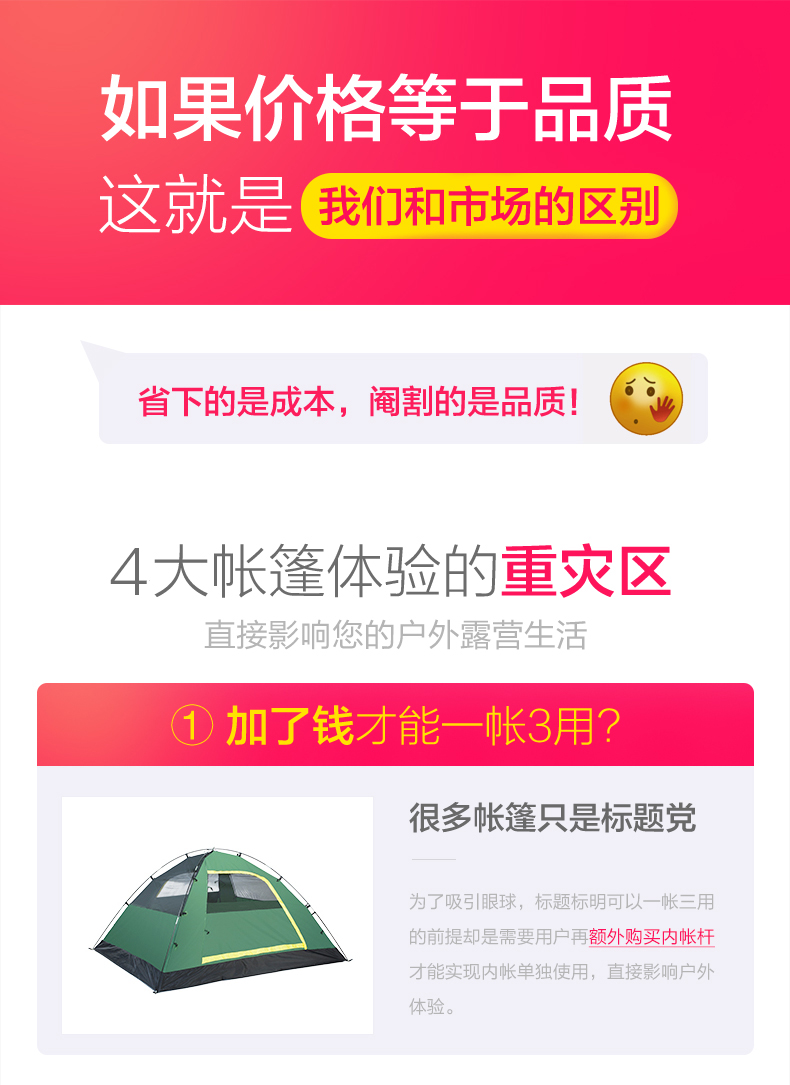 如果价格等于品质
这就是 我们和市场的区别
省下的是成本，阉割的是品质！
4大帐篷体验的重灾区
直接影响您的户外露营生活
① 加了钱才能一帐3用？
很多帐篷只是标题党
为了吸引眼球，标题标明可以一帐三用
的前提却是需要用户再额外购买内帐杆
才能实现内帐单独使用，直接影响户外
体验。